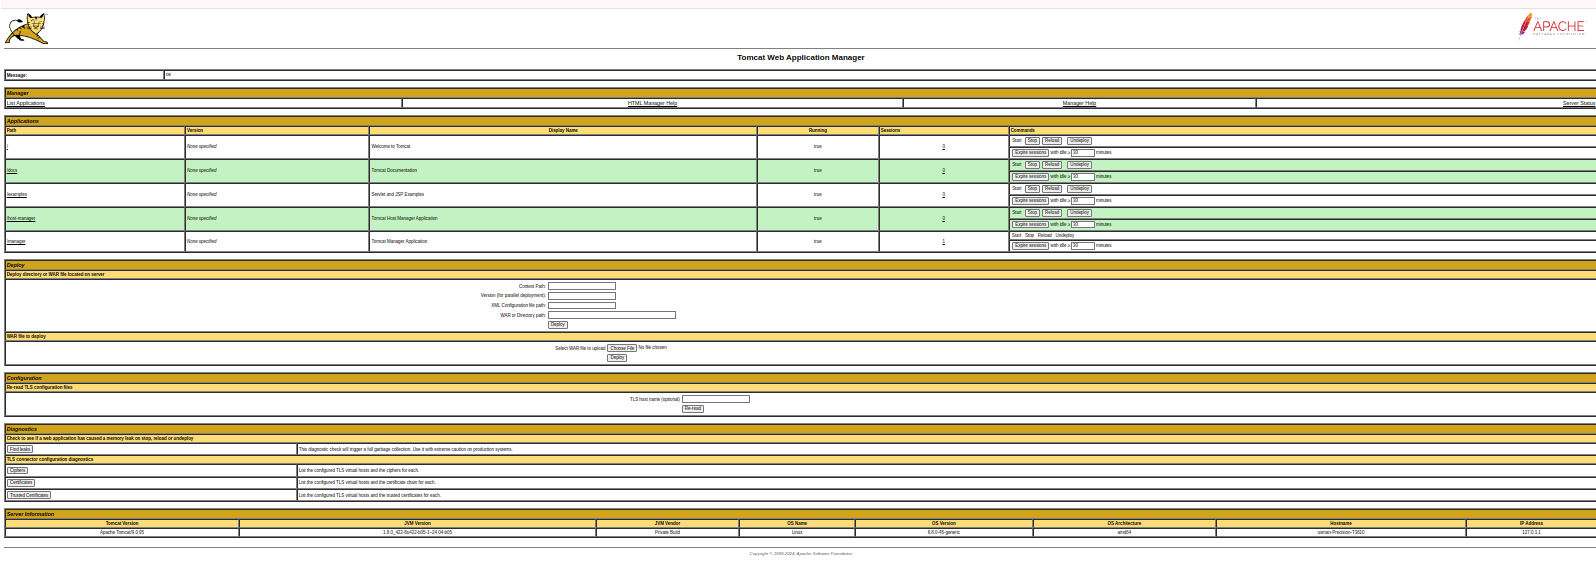 APACHE
Tomcat Web Application Manager
Message: OK
Manager
List Applications HTML Manager Help Manager Help Server Status
Applications
Path Version Display Name Running Sessions Commands
/ None specified Welcome to Tomcat true 0 Start Stop Reload Undeploy
Expire sessions with idle ≥ 30 minutes
/docs None specified Tomcat Documentation true 0 Start Stop Reload Undeploy
Expire sessions with idle ≥ 30 minutes
/examples None specified Servlet and JSP Examples true 0 Start Stop Reload Undeploy
Expire sessions with idle ≥ 30 minutes
/host-manager None specified Tomcat Host Manager Application true 0 Start Stop Reload Undeploy
Expire sessions with idle ≥ 30 minutes
/manager None specified Tomcat Manager Application true 1 Start Stop Reload Undeploy
Expire sessions with idle ≥ 30 minutes
Deploy
Deploy directory or WAR file located on server
Context Path:
Version (for parallel deployment):
XML Configuration file path:
WAR or Directory path:
Deploy
WAR file to deploy
Select WAR file to upload Choose File No file chosen
Deploy
Configuration
Re-read TLS configuration files
TLS host name (optional)
Re-read
Diagnostics
Check to see if a web application has caused a memory leak on stop, reload or undeploy
Find leaks This diagnostic check will trigger a full garbage collection. Use it with extreme caution on production systems.
TLS connector configuration diagnostics
Ciphers List the configured TLS virtual hosts and the ciphers for each.
Certificates List the configured TLS virtual hosts and the certificate chain for each.
Trusted Certificates List the configured TLS virtual hosts and the trusted certificates for each.
Server Information
Tomcat Version JVM Version JVM Vendor OS Name OS Version OS Architecture Hostname IP Address
Apache Tomcat/9.0.95 1.8.0_422-8u422-b05-1~24.04-b05 Private Build Linux 6.8.0-45-generic amd64 usman-Precision-T3610 127.0.1.1
Copyright © 1999-2024, Apache Software Foundation